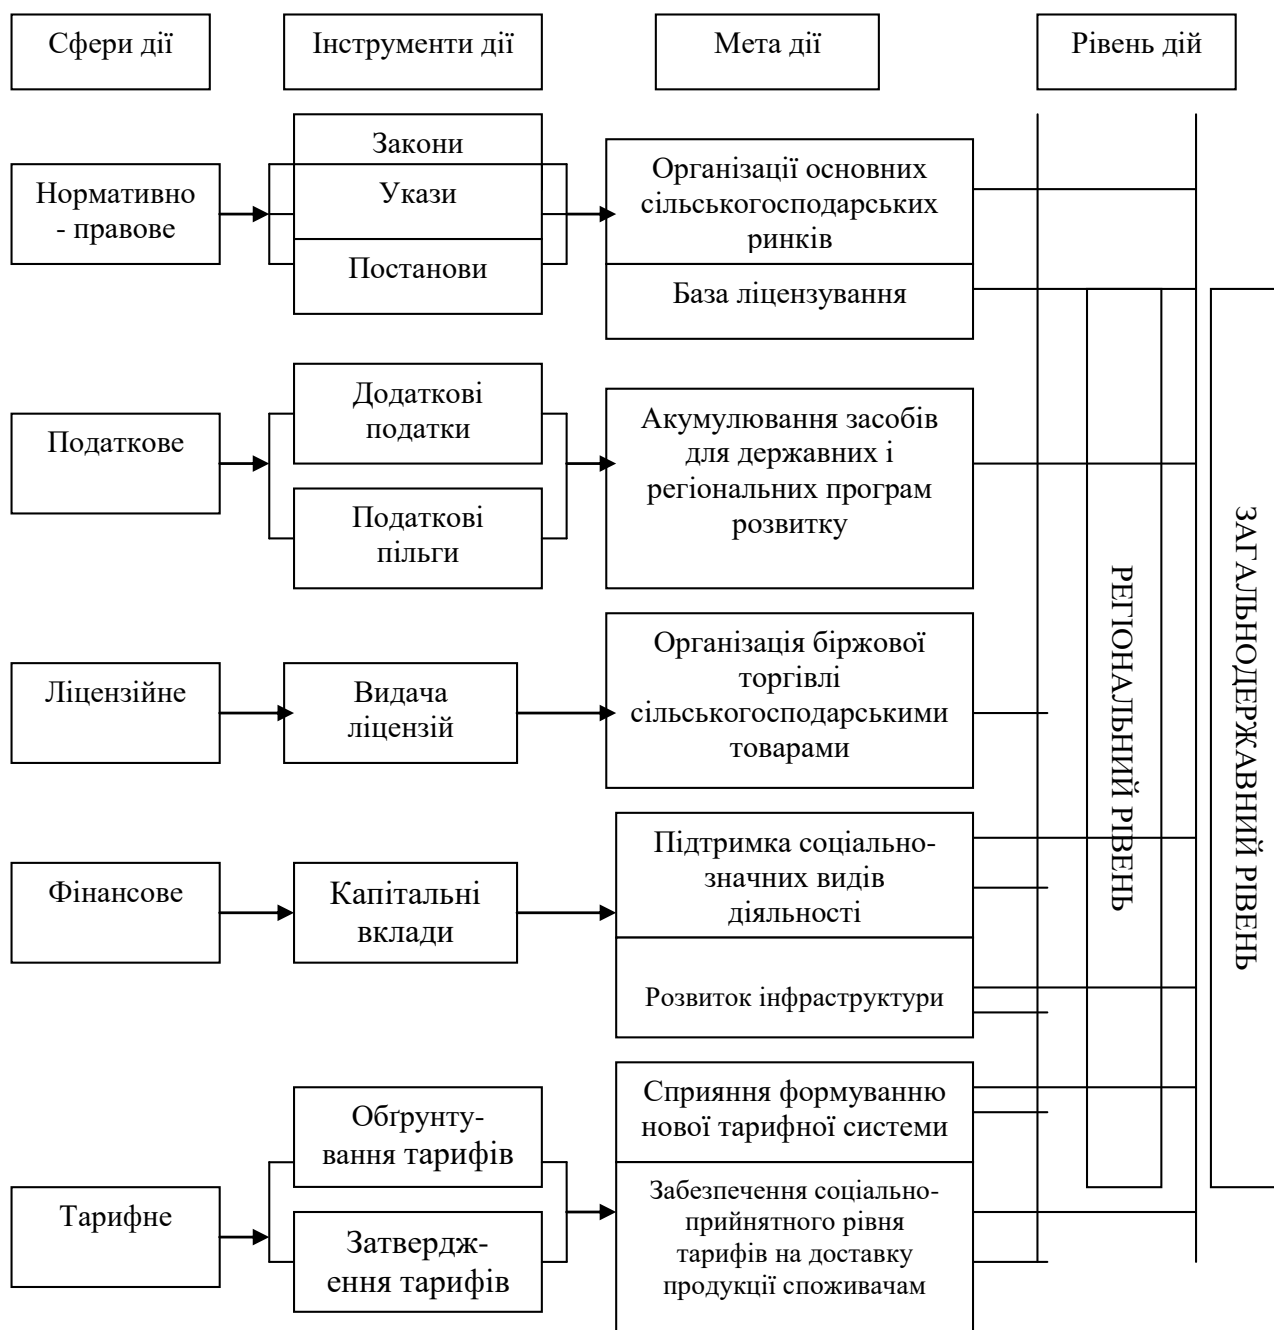 Сфери дії
Інструменти дії
Мета дії
Рівень дій
Нормативно
- правове
Закони
Укази
Постанови
Організації основних
сільськогосподарських
ринків
База ліцензування
Податкове
Додаткові
податки
Податкові
пільги
Акумулювання засобів
для державних і
регіональних програм
розвитку
Ліцензійне
Видача
ліцензій
Організація біржової
торгівлі
сільськогосподарськими
товарами
Фінансове
Капітальні
вклади
Підтримка соціально-
значних видів
діяльності
Розвиток інфраструктури
Тарифне
Обґрунту-
вання тарифів
Затвердж-
ення тарифів
Сприяння формуванню
нової тарифної системи
Забезпечення соціально-
прийнятного рівня
тарифів на доставку
продукції споживачам
РЕГІОНАЛЬНИЙ РІВЕНЬ
ЗАГАЛЬНОДЕРЖАВНИЙ РІВЕНЬ